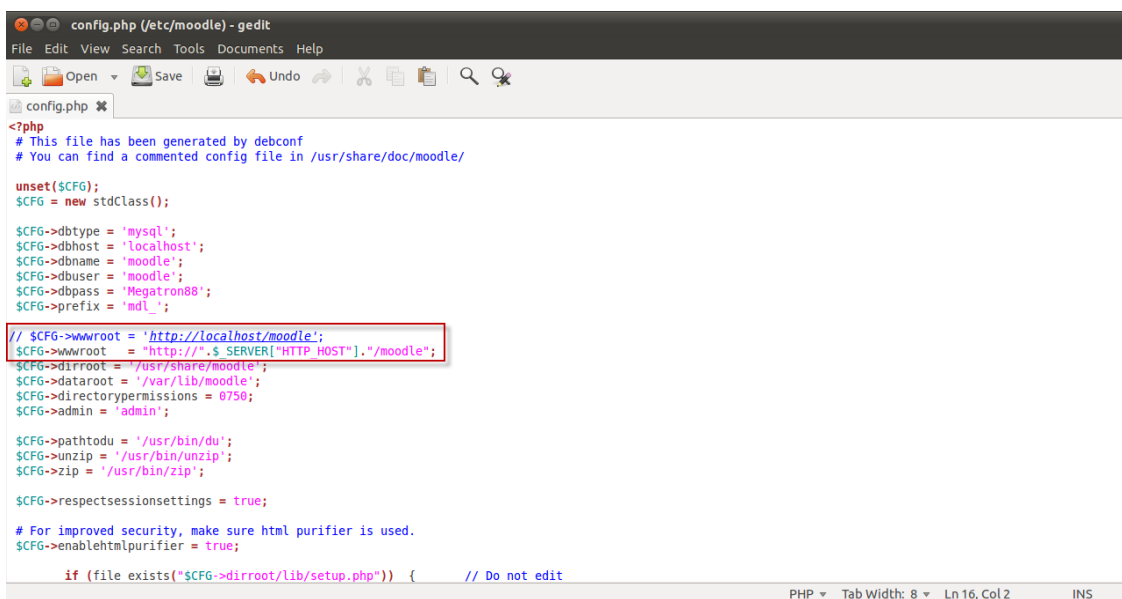 config.php (/etc/moodle) - gedit
File Edit View Search Tools Documents Help
Open Save Undo
config.php
<?php
# This file has been generated by debconf
# You can find a commented config file in /usr/share/doc/moodle/
unset($CFG);
$CFG = new stdClass();
$CFG->dbtype = 'mysql';
$CFG->dbhost = 'localhost';
$CFG->dbname = 'moodle';
$CFG->dbuser = 'moodle';
$CFG->dbpass = 'Megatron88';
$CFG->prefix = 'mdl_';
// $CFG->wwwroot = 'http://localhost/moodle';
$CFG->wwwroot   = "http://".$_SERVER["HTTP_HOST"]."/moodle";
$CFG->dirroot = '/usr/share/moodle';
$CFG->dataroot = '/var/lib/moodle';
$CFG->directorypermissions = 0750;
$CFG->admin = 'admin';
$CFG->pathtodu = '/usr/bin/du';
$CFG->unzip = '/usr/bin/unzip';
$CFG->zip = '/usr/bin/zip';
$CFG->respectsessionsettings = true;
# For improved security, make sure html purifier is used.
$CFG->enablehtmlpurifier = true;
if (file_exists("$CFG->dirroot/lib/setup.php"))  {       // Do not edit
PHP Tab Width: 8 Ln 16, Col 2 INS